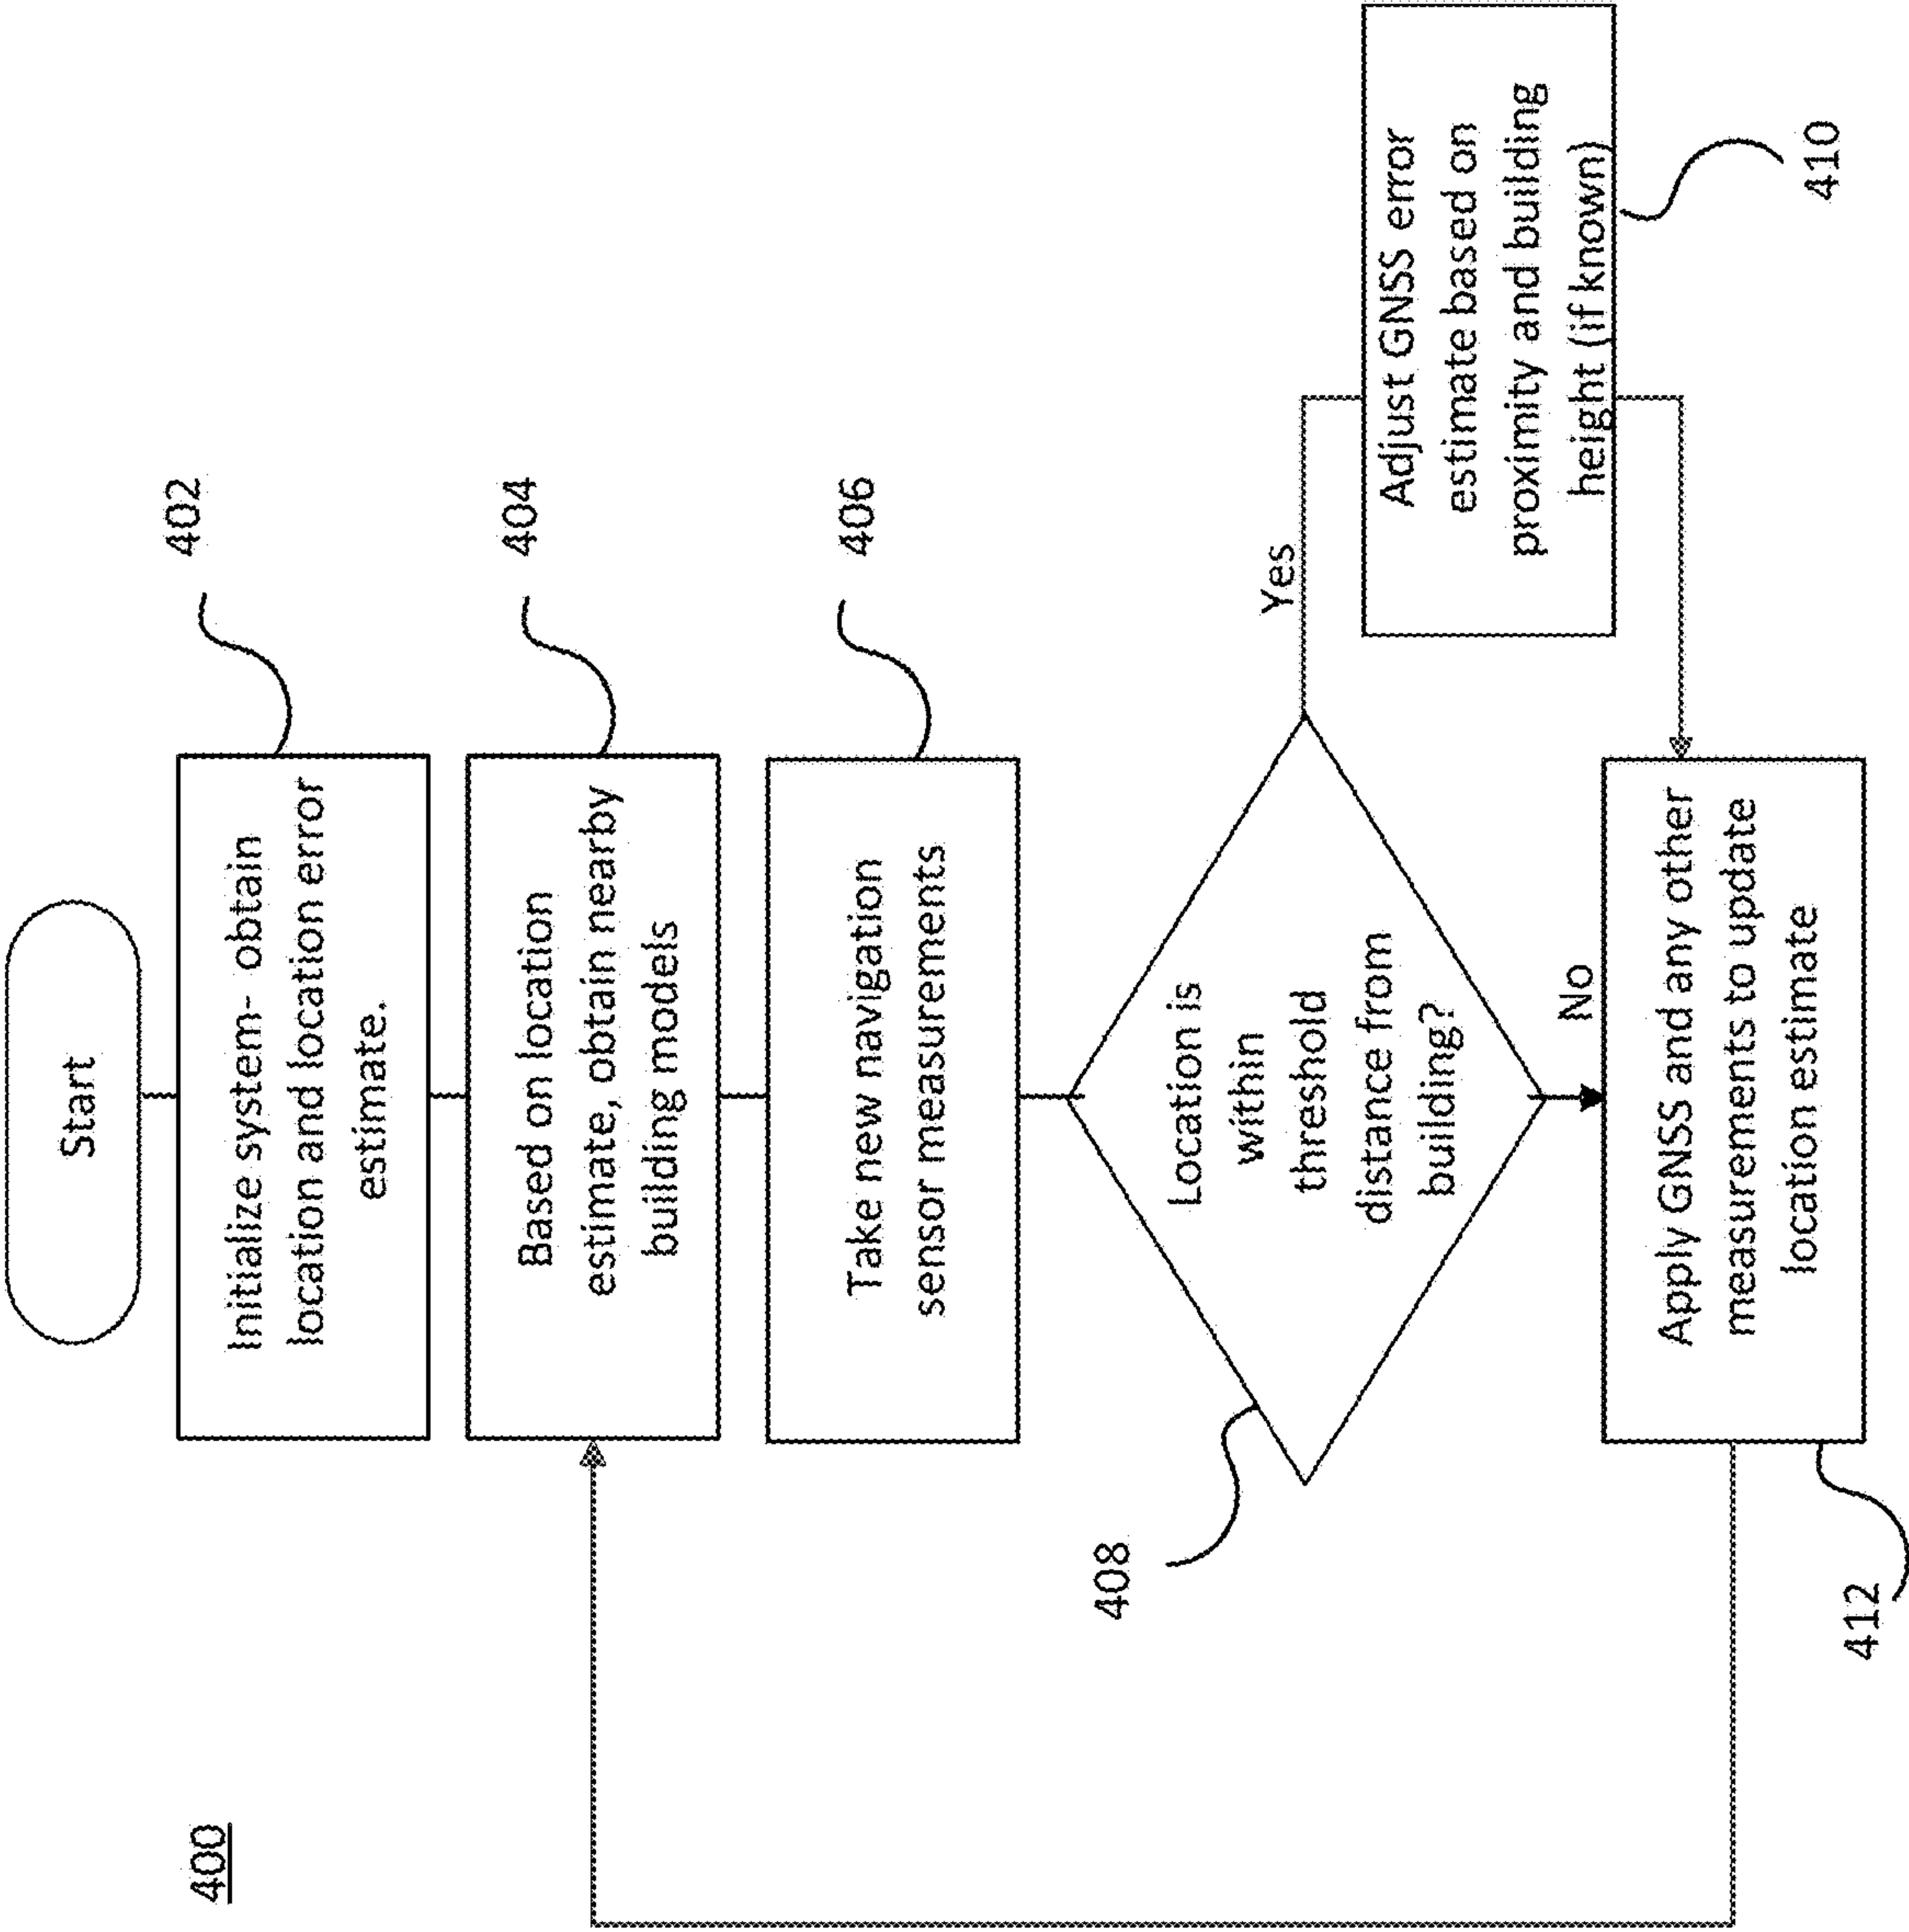 400
Start
Initialize system- obtain
location and location error
estimate.
402
Based on location
estimate, obtain nearby
building models
404
Take new navigation
sensor measurements
406
Location is
within
threshold
distance from
building?
408
Yes
No
Adjust GNSS error
estimate based on
proximity and building
height (if known)
410
Apply GNSS and any other
measurements to update
location estimate
412